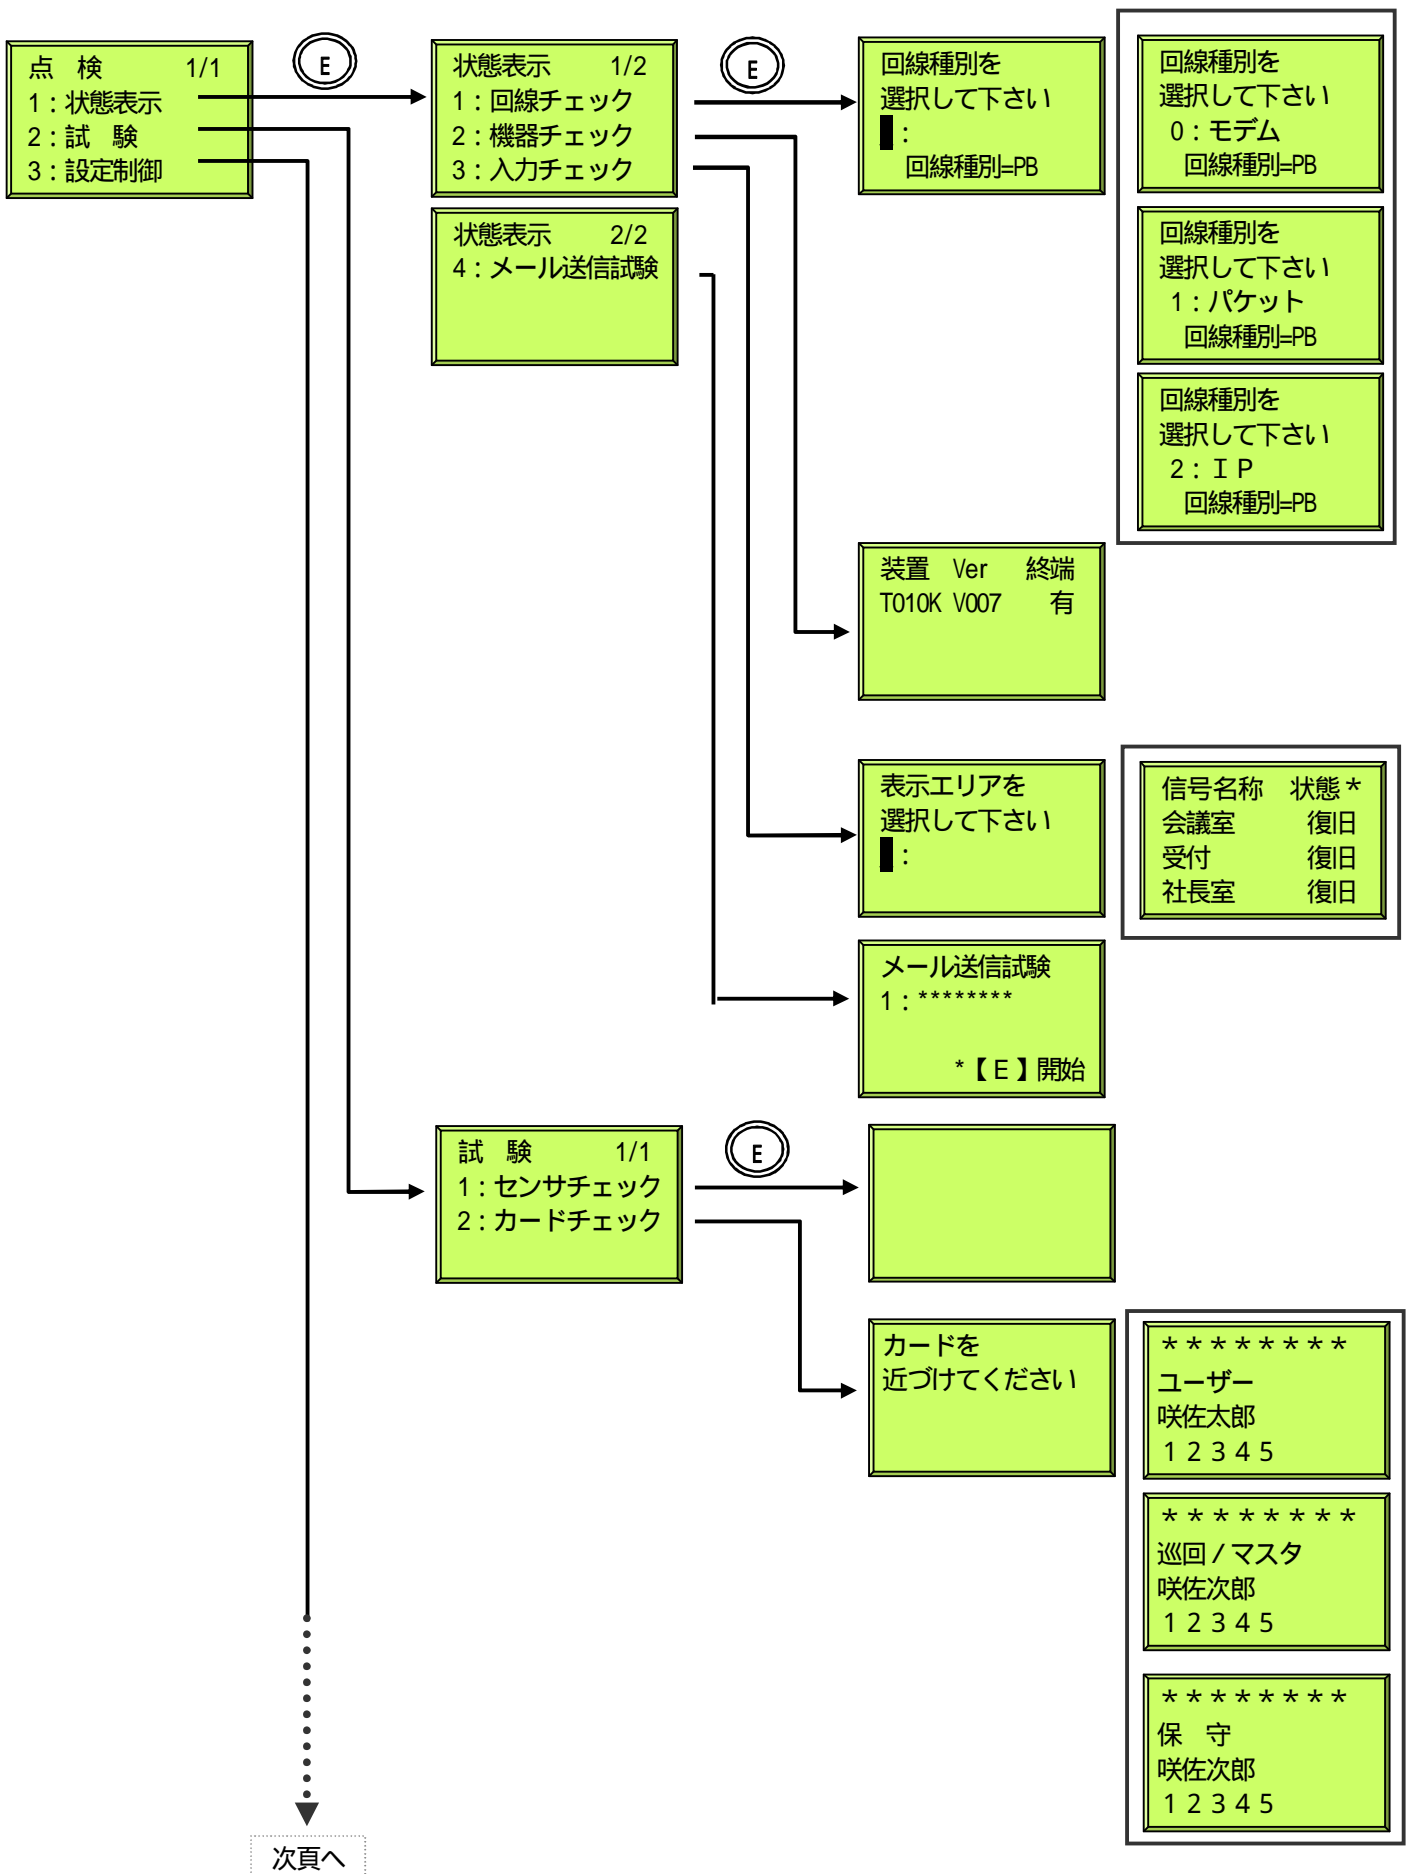 点　検　　　1/1
1：状態表示
2：試　験
3：設定制御
E
状態表示　　1/2
1：回線チェック
2：機器チェック
3：入力チェック
状態表示　　2/2
4：メール送信試験
E
回線種別を
選択して下さい
：
回線種別=PB
回線種別を
選択して下さい
0：モデム
回線種別=PB
回線種別を
選択して下さい
1：パケット
回線種別=PB
回線種別を
選択して下さい
2：ＩＰ
回線種別=PB
装置　Ver　終端
T010K V007　　有
表示エリアを
選択して下さい
：
信号名称　状態＊
会議室　　　復旧
受付　　　　復旧
社長室　　　復旧
メール送信試験
1：********
*【Ｅ】開始
試　験　　　1/1
1：センサチェック
2：カードチェック
E
カードを
近づけてください
＊＊＊＊＊＊＊＊
ユーザー
咲佐太郎
１２３４５
＊＊＊＊＊＊＊＊
巡回／マスタ
咲佐次郎
１２３４５
＊＊＊＊＊＊＊＊
保　守
咲佐次郎
１２３４５
次頁へ